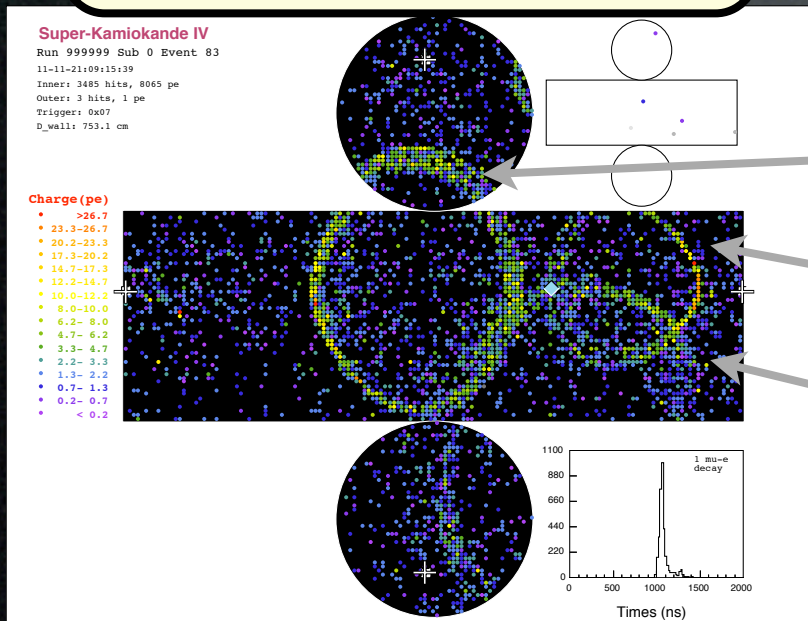 Super-Kamiokande IV
Run 999999 Sub 0 Event 83
11-11-21:09:15:39
Inner: 3485 hits, 8065 pe
Outer: 3 hits, 1 pe
Trigger: 0x07
D_wall: 753.1 cm
Charge(pe)
>26.7
23.3-26.7
20.2-23.3
17.3-20.2
14.7-17.3
12.2-14.7
10.0-12.2
8.0-10.0
6.2- 8.0
4.7- 6.2
3.3- 4.7
2.2- 3.3
1.3- 2.2
0.7- 1.3
0.2- 0.7
< 0.2
1 mu-e
decay
1100
880
660
440
220
0
0 500 1000 1500 2000
Times (ns)